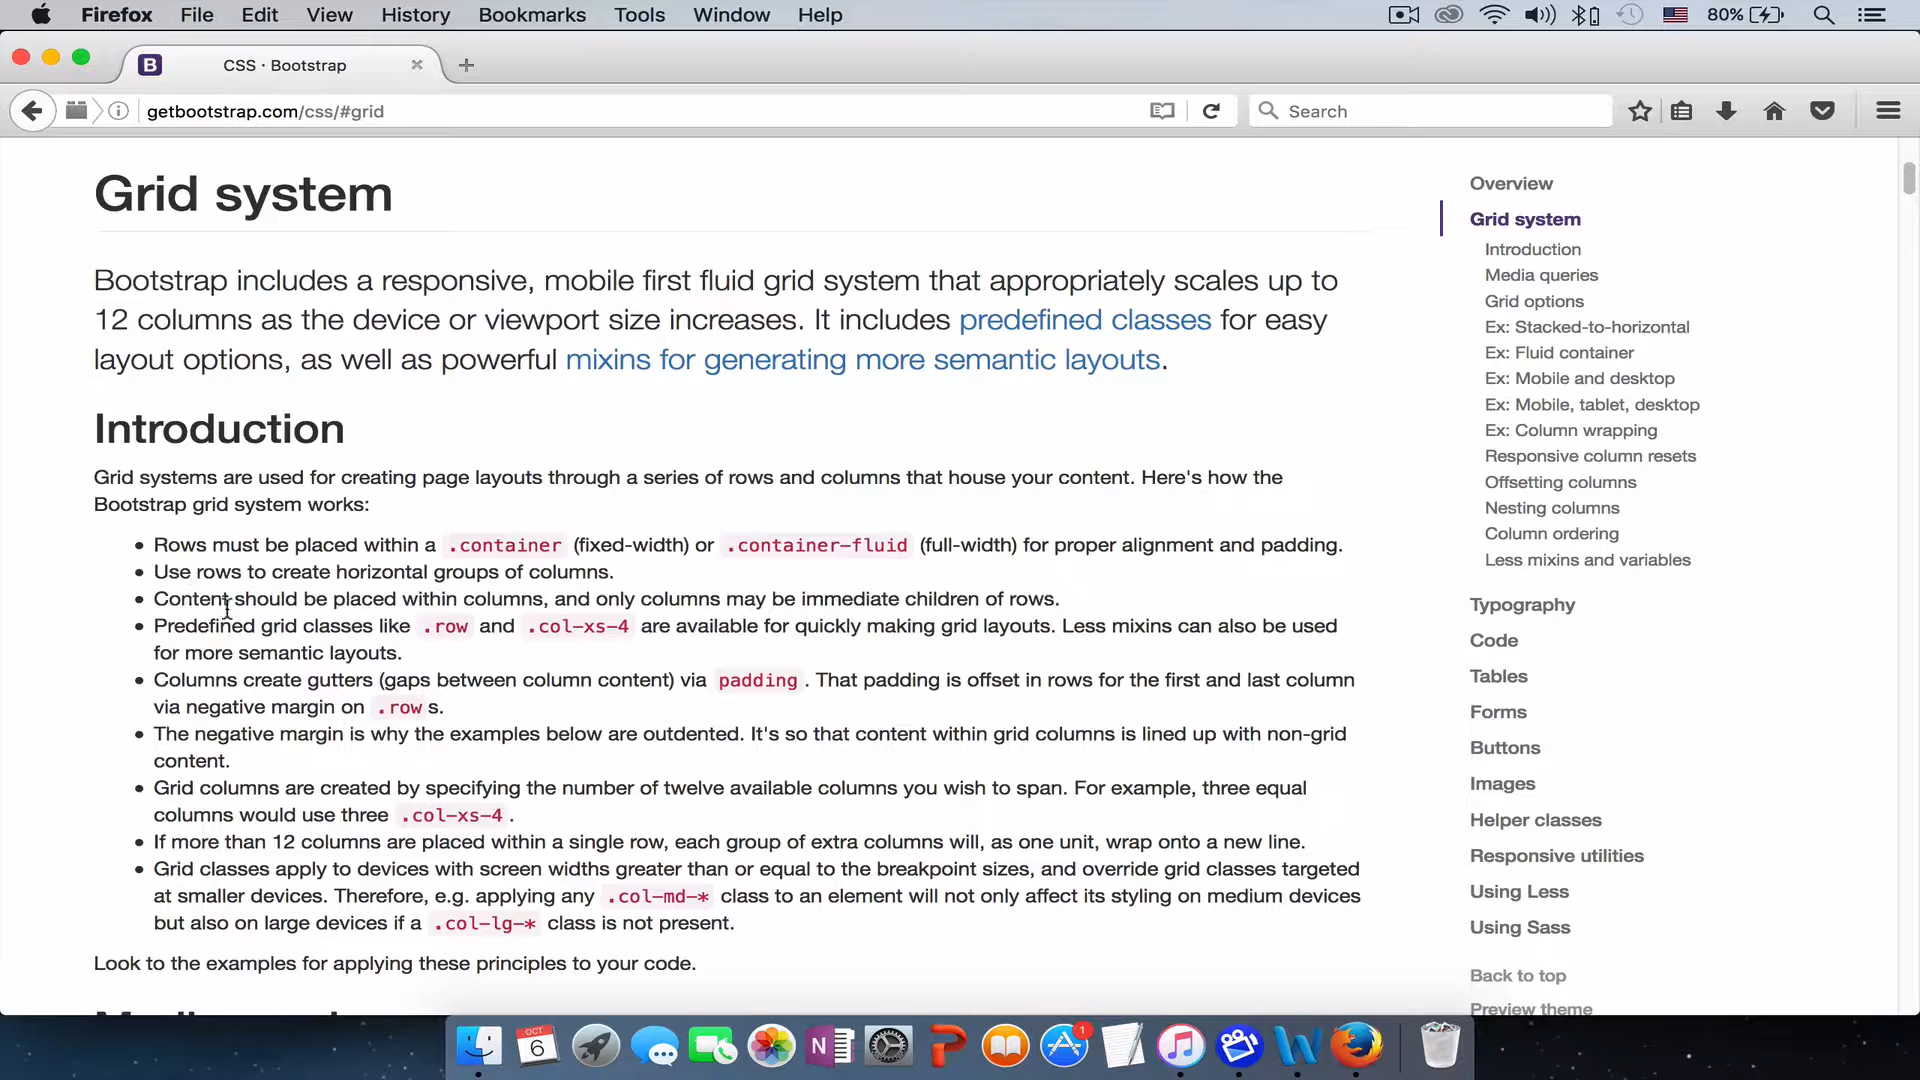 Firefox File Edit View History Bookmarks Tools Window Help 80%
CSS · Bootstrap
getbootstrap.com/css/#grid Search
Grid system
Bootstrap includes a responsive, mobile first fluid grid system that appropriately scales up to
12 columns as the device or viewport size increases. It includes predefined classes for easy
layout options, as well as powerful mixins for generating more semantic layouts.
Introduction
Grid systems are used for creating page layouts through a series of rows and columns that house your content. Here's how the
Bootstrap grid system works:
Rows must be placed within a .container (fixed-width) or .container-fluid (full-width) for proper alignment and padding.
Use rows to create horizontal groups of columns.
Content should be placed within columns, and only columns may be immediate children of rows.
Predefined grid classes like .row and .col-xs-4 are available for quickly making grid layouts. Less mixins can also be used
for more semantic layouts.
Columns create gutters (gaps between column content) via padding. That padding is offset in rows for the first and last column
via negative margin on .row s.
The negative margin is why the examples below are outdented. It's so that content within grid columns is lined up with non-grid
content.
Grid columns are created by specifying the number of twelve available columns you wish to span. For example, three equal
columns would use three .col-xs-4.
If more than 12 columns are placed within a single row, each group of extra columns will, as one unit, wrap onto a new line.
Grid classes apply to devices with screen widths greater than or equal to the breakpoint sizes, and override grid classes targeted
at smaller devices. Therefore, e.g. applying any .col-md-* class to an element will not only affect its styling on medium devices
but also on large devices if a .col-lg-* class is not present.
Look to the examples for applying these principles to your code.
Overview
Grid system
Introduction
Media queries
Grid options
Ex: Stacked-to-horizontal
Ex: Fluid container
Ex: Mobile and desktop
Ex: Mobile, tablet, desktop
Ex: Column wrapping
Responsive column resets
Offsetting columns
Nesting columns
Column ordering
Less mixins and variables
Typography
Code
Tables
Forms
Buttons
Images
Helper classes
Responsive utilities
Using Less
Using Sass
Back to top
Preview theme
OCT
6
N
P
1
W